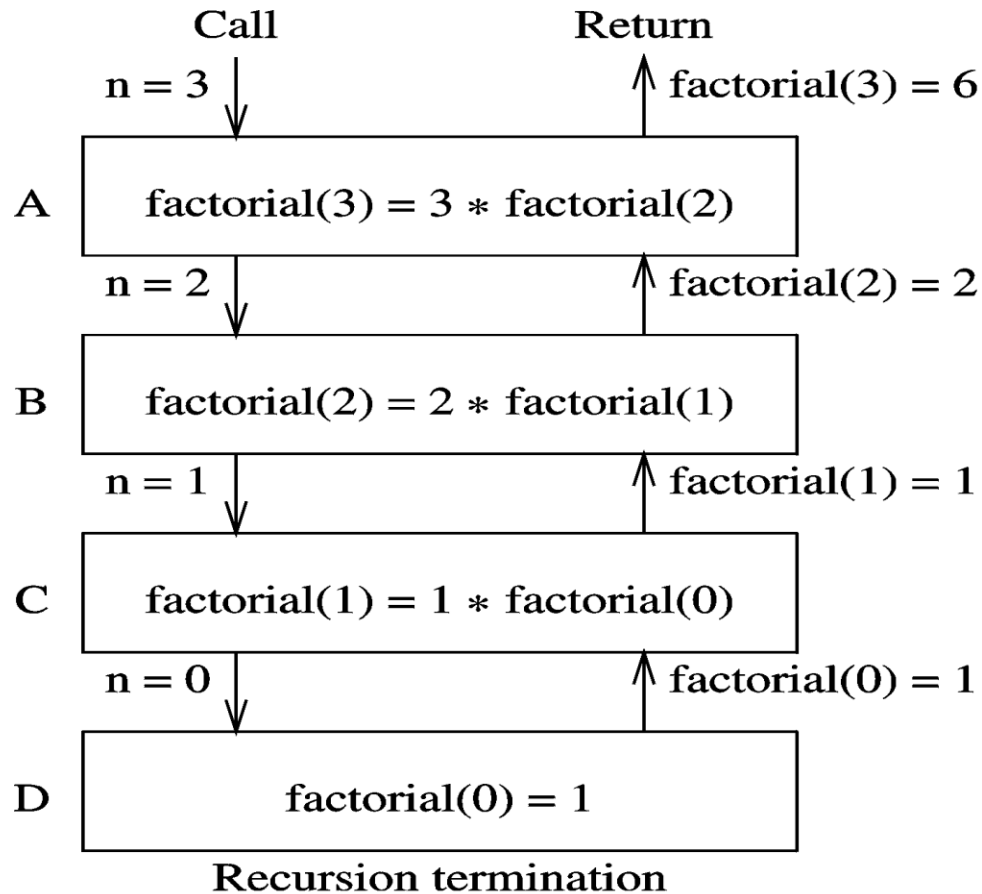 Call Return
n = 3 factorial(3) = 6
A factorial(3) = 3 * factorial(2)
n = 2 factorial(2) = 2
B factorial(2) = 2 * factorial(1)
n = 1 factorial(1) = 1
C factorial(1) = 1 * factorial(0)
n = 0 factorial(0) = 1
D factorial(0) = 1
Recursion termination